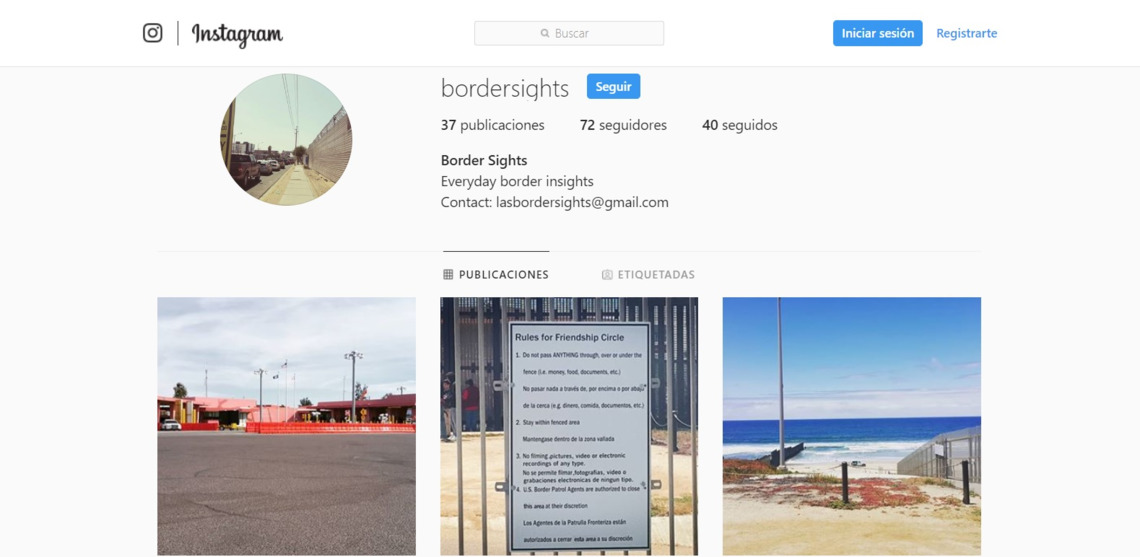 Instagram
Buscar
Iniciar sesión
Registrarte
bordersights
Seguir
37 publicaciones
72 seguidores
40 seguidos
Border Sights
Everyday border insights
Contact: lasbordersights@gmail.com
PUBLICACIONES
ETIQUETADAS
Rules for Friendship Circle
1. Do not pass ANYTHING through, over or under the
fence (i.e. money, food, documents, etc.)
No pasar nada a través de, por encima o por abajo
de la cerca (e.g. dinero, comida, documentos, etc.)
2. Stay within fenced area
Mantengase dentro de la zona vallada
3. No filming,pictures, video or electronic
recordings of any type.
No se permite filmar,fotografias, video o
grabaciones electronicas de ningun tipo.
4. U.S. Border Patrol Agents are authorized to close
this area at their discretion
Los Agentes de la Patrulla Fronteriza están
autorizados a cerrar esta area a su discreción